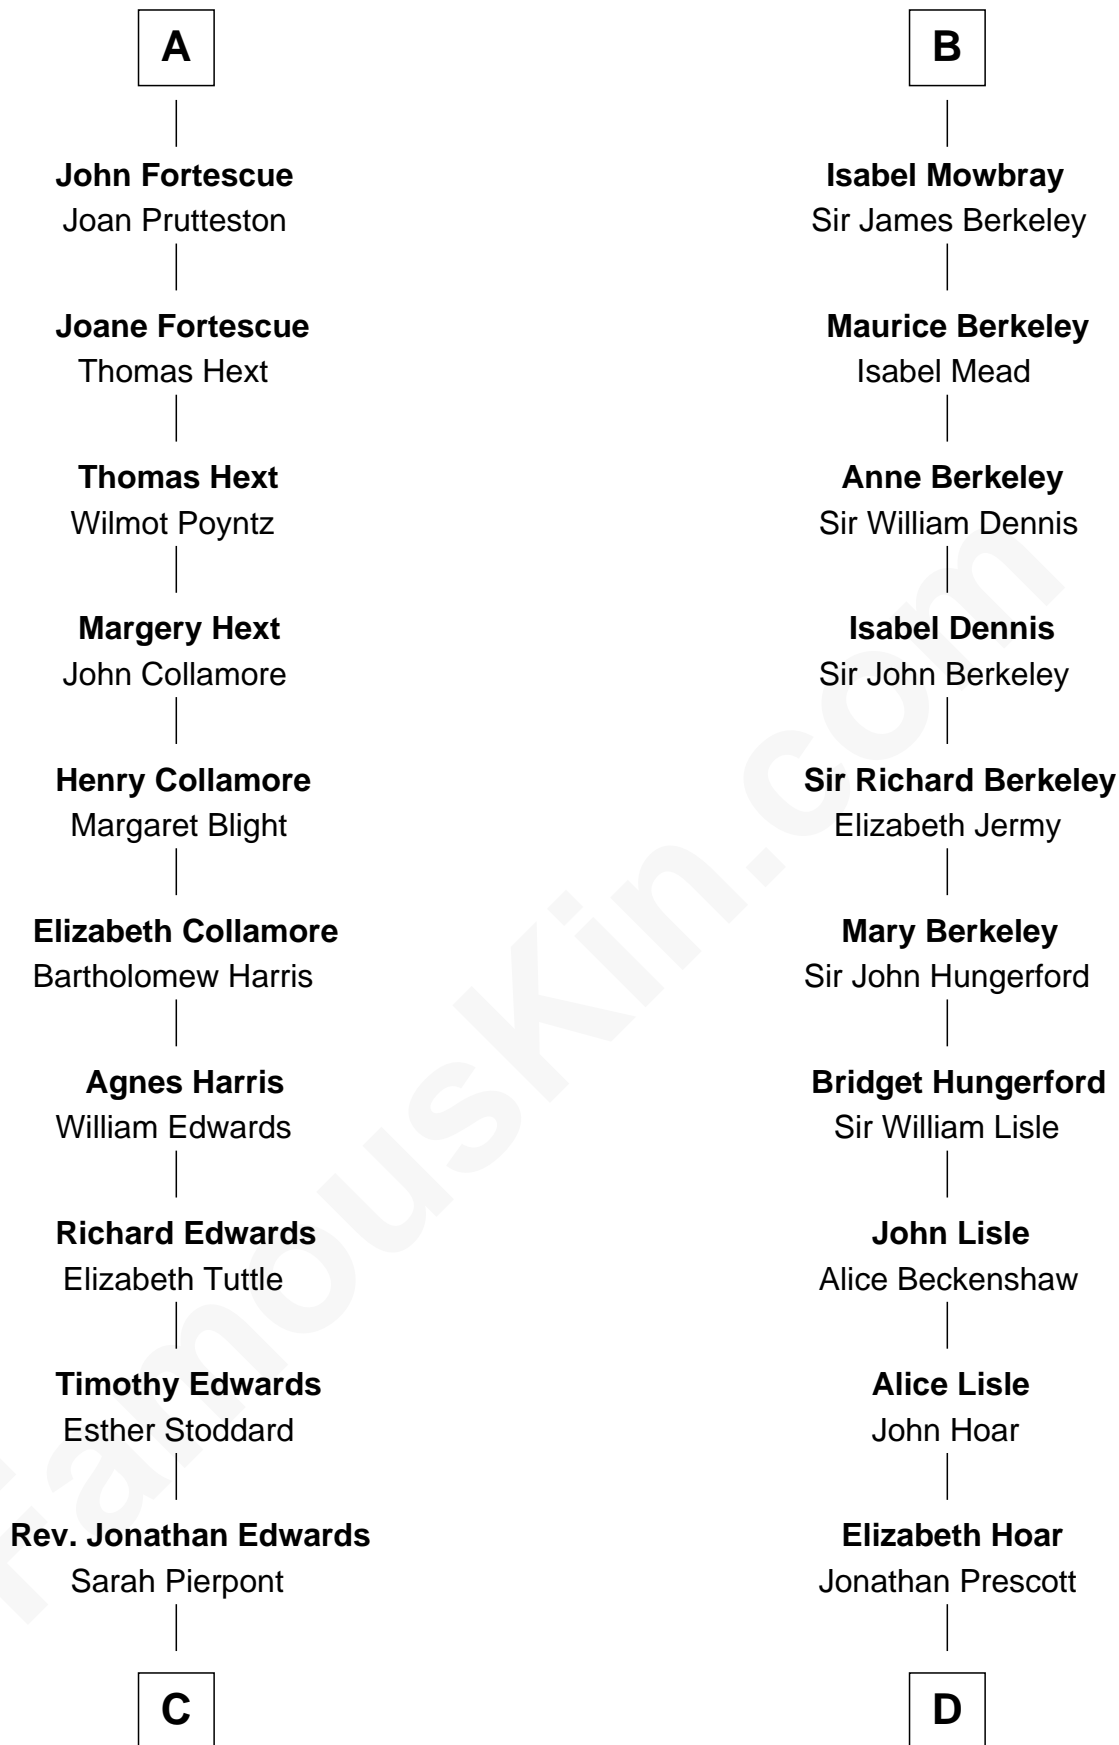 A
John Fortescue
Joan Prutteston
Joane Fortescue
Thomas Hext
Thomas Hext
Wilmot Poyntz
Margery Hext
John Collamore
Henry Collamore
Margaret Blight
Elizabeth Collamore
Bartholomew Harris
Agnes Harris
William Edwards
Richard Edwards
Elizabeth Tuttle
Timothy Edwards
Esther Stoddard
Rev. Jonathan Edwards
Sarah Pierpont
C
B
Isabel Mowbray
Sir James Berkeley
Maurice Berkeley
Isabel Mead
Anne Berkeley
Sir William Dennis
Isabel Dennis
Sir John Berkeley
Sir Richard Berkeley
Elizabeth Jermy
Mary Berkeley
Sir John Hungerford
Bridget Hungerford
Sir William Lisle
John Lisle
Alice Beckenshaw
Alice Lisle
John Hoar
Elizabeth Hoar
Jonathan Prescott
D
FamousKin.com